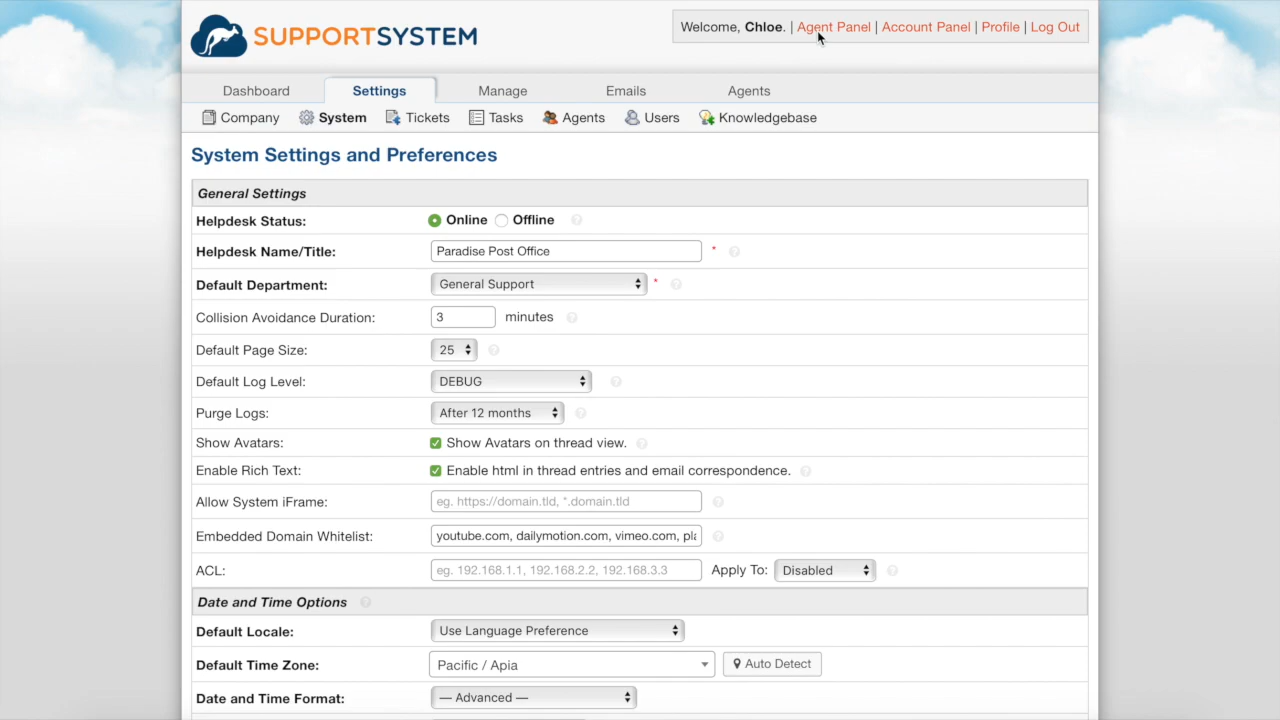 SUPPORTSYSTEM
Welcome, Chloe. | Agent Panel | Account Panel | Profile | Log Out
Dashboard Settings Manage Emails Agents
Company System Tickets Tasks Agents Users Knowledgebase
System Settings and Preferences
General Settings
Helpdesk Status: Online Offline ?
Helpdesk Name/Title: Paradise Post Office * ?
Default Department: General Support * ?
Collision Avoidance Duration: 3 minutes ?
Default Page Size: 25 ?
Default Log Level: DEBUG ?
Purge Logs: After 12 months ?
Show Avatars: Show Avatars on thread view. ?
Enable Rich Text: Enable html in thread entries and email correspondence. ?
Allow System iFrame: eg. https://domain.tld, *.domain.tld ?
Embedded Domain Whitelist: youtube.com, dailymotion.com, vimeo.com, pla ?
ACL: eg. 192.168.1.1, 192.168.2.2, 192.168.3.3 Apply To: Disabled ?
Date and Time Options ?
Default Locale: Use Language Preference
Default Time Zone: Pacific / Apia Auto Detect
Date and Time Format: — Advanced —